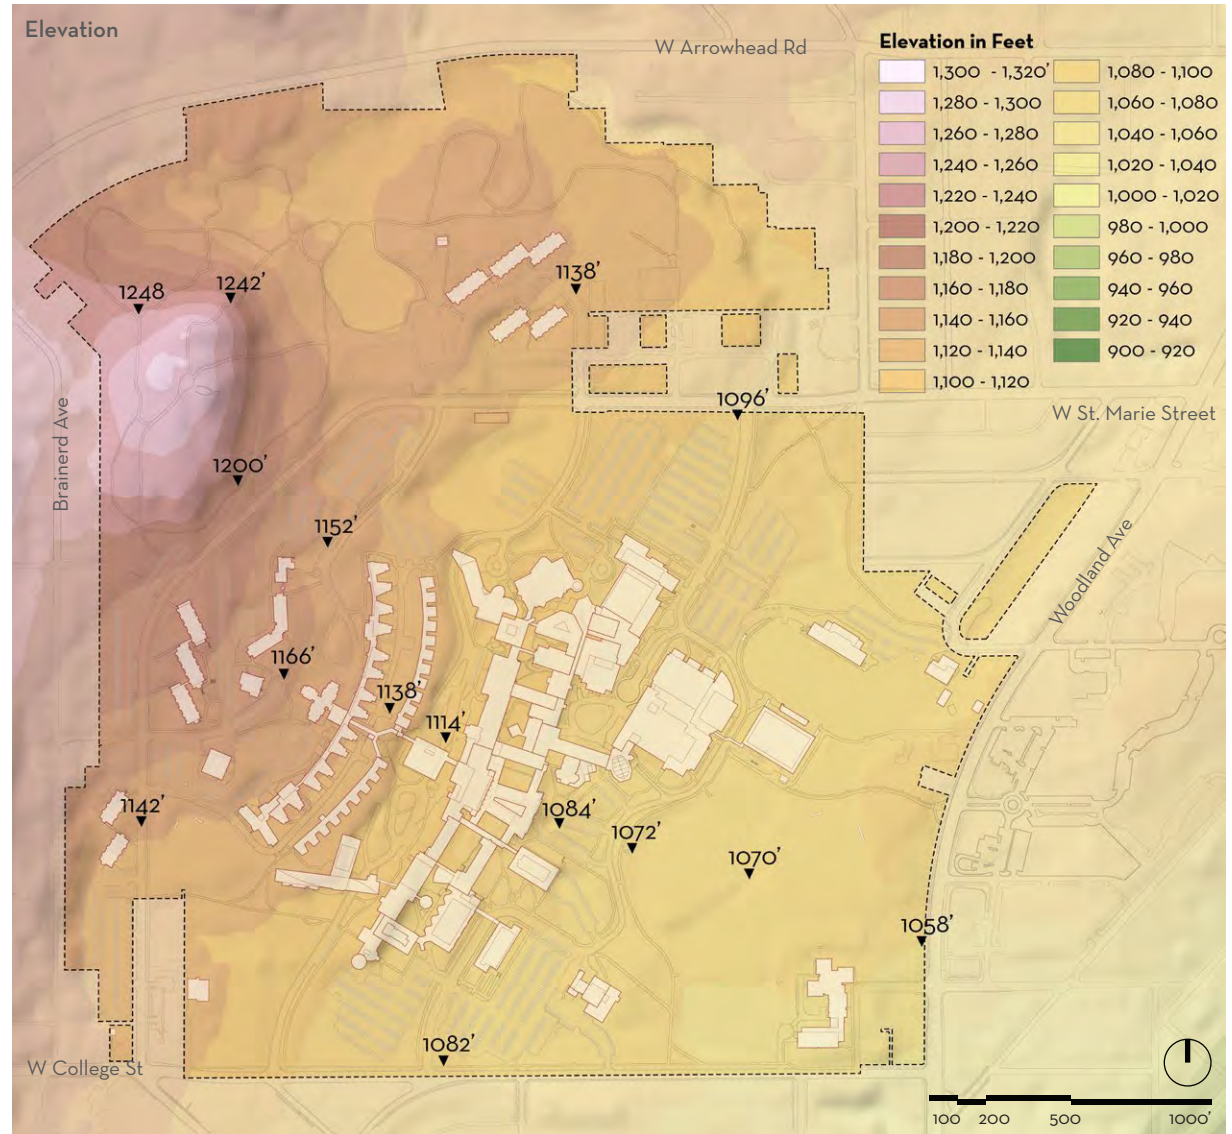 Elevation
W Arrowhead Rd
Elevation in Feet
1,300 - 1,320'
1,280 - 1,300
1,260 - 1,280
1,240 - 1,260
1,220 - 1,240
1,200 - 1,220
1,180 - 1,200
1,160 - 1,180
1,140 - 1,160
1,120 - 1,140
1,100 - 1,120
1,080 - 1,100
1,060 - 1,080
1,040 - 1,060
1,020 - 1,040
1,000 - 1,020
980 - 1,000
960 - 980
940 - 960
920 - 940
900 - 920
1138'
1242'
1248
1096'
W St. Marie Street
Brainerd Ave
1200'
1152'
Woodland Ave
1166'
1138'
1114'
1142'
1084'
1072'
1070'
1058'
1082'
W College St
100 200 500 1000'